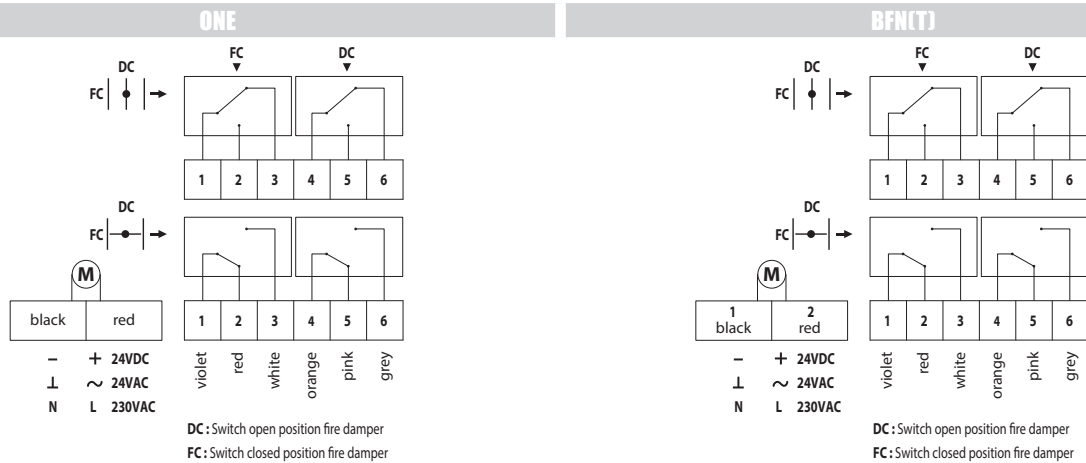 ONE
FC DC
DC
FC
1 2 3 4 5 6
DC
FC
M
black red
1 2 3 4 5 6
− + 24VDC
⊥ ~ 24VAC
N L 230VAC
violet red white orange pink grey
DC : Switch open position fire damper
FC : Switch closed position fire damper
BFN(T)
FC DC
DC
FC
1 2 3 4 5 6
DC
FC
M
1 2
black red
1 2 3 4 5 6
− + 24VDC
⊥ ~ 24VAC
N L 230VAC
violet red white orange pink grey
DC : Switch open position fire damper
FC : Switch closed position fire damper